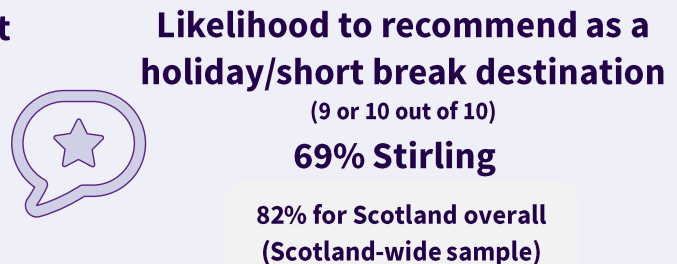 t
Likelihood to recommend as a
holiday/short break destination
(9 or 10 out of 10)
69% Stirling
82% for Scotland overall
(Scotland-wide sample)